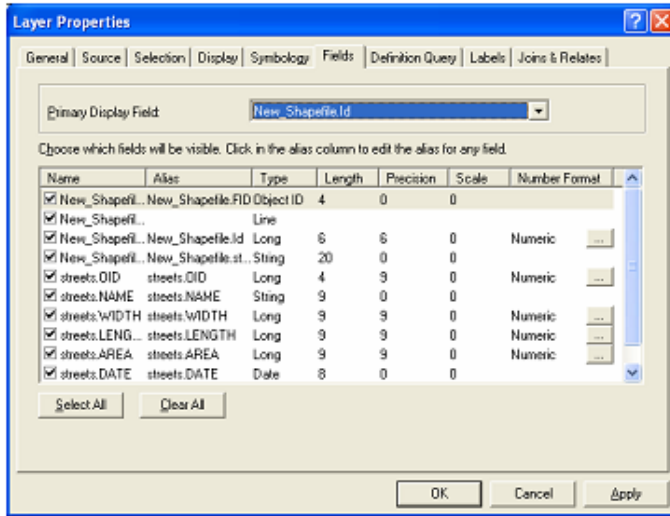 Layer Properties
General Source Selection Display Symbology Fields Definition Query Labels Joins & Relates
Primary Display Field: New_Shapefile.Id
Choose which fields will be visible. Click in the alias column to edit the alias for any field.
Name Alias Type Length Precision Scale Number Format
New_Shapefil... New_Shapefile.FID Object ID 4 0 0
New_Shapefil... Line
New_Shapefil... New_Shapefile.Id Long 6 6 0 Numeric ...
New_Shapefil... New_Shapefile.st... String 20 0 0
streets.OID streets.OID Long 4 9 0 Numeric ...
streets.NAME streets.NAME String 9 0 0
streets.WIDTH streets.WIDTH Long 9 9 0 Numeric ...
streets.LENG... streets.LENGTH Long 9 9 0 Numeric ...
streets.AREA streets.AREA Long 9 9 0 Numeric ...
streets.DATE streets.DATE Date 8 0 0
Select All Clear All
OK Cancel Apply